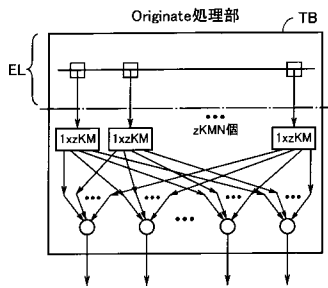 Originate処理部
TB
EL
•••
zKMN個
1xzKM 1xzKM 1xzKM
••• ••• ••• •••
•••